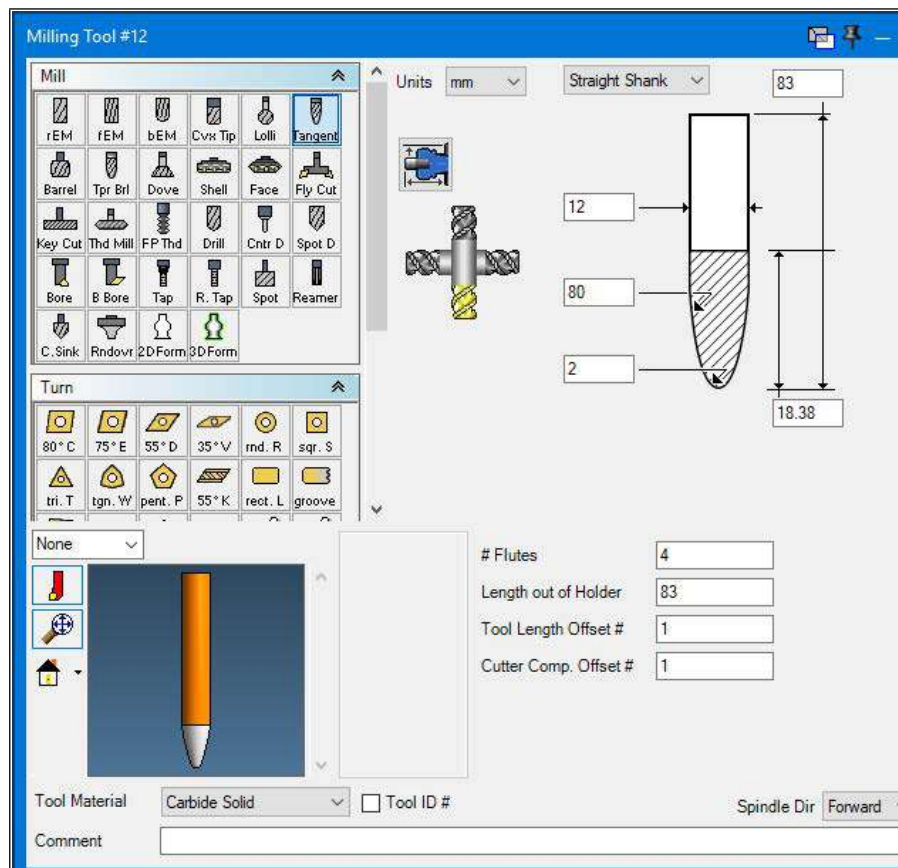 Milling Tool #12
Mill
rEM fEM bEM Cvx Tip Lolli Tangent
Barrel Tpr Brl Dove Shell Face Fly Cut
Key Cut Thd Mill FP Thd Drill Cntr D Spot D
Bore B Bore Tap R. Tap Spot Reamer
C.Sink Rndovr 2D Form 3D Form
Turn
80° C 75° E 55° D 35° V rnd. R sqr. S
tri. T tgn. W pent. P 55° K rect. L groove
Units mm
Straight Shank
83
12
80
2
18.38
None
# Flutes 4
Length out of Holder 83
Tool Length Offset # 1
Cutter Comp. Offset # 1
Tool Material Carbide Solid Tool ID # Spindle Dir Forward
Comment